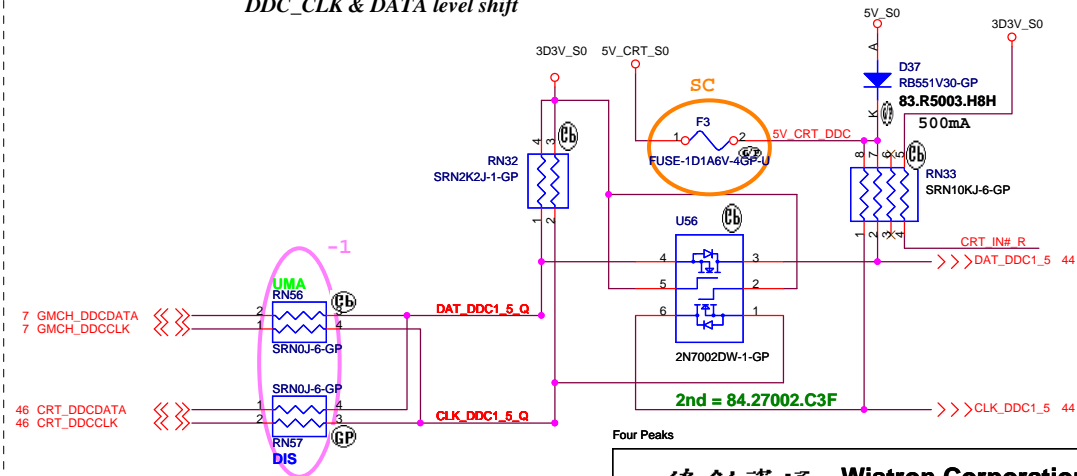 DDC_CLK & DATA level shift
5V_S0
3D3V_S0
3D3V_S0
5V_CRT_S0
A
D37
RB551V30-GP
83.R5003.H8H
K
500mA
SC
F3
1
2
5V_CRT_DDC
FUSE-1D1A6V-4GP-U
4
3
RN32
SRN2K2J-1-GP
1
2
8
7
6
5
RN33
SRN10KJ-6-GP
1
2
3
4
CRT_IN#_R
DAT_DDC1_5 44
U56
4
3
5
2
6
1
2N7002DW-1-GP
-1
UMA
RN56
7 GMCH_DDCDATA
2
3
DAT_DDC1_5_Q
7 GMCH_DDCCLK
1
4
SRN0J-6-GP
SRN0J-6-GP
46 CRT_DDCDATA
1
4
46 CRT_DDCCLK
2
3
CLK_DDC1_5_Q
RN57
GP
DIS
2nd = 84.27002.C3F
CLK_DDC1_5 44
Four Peaks
Wistron Corporation